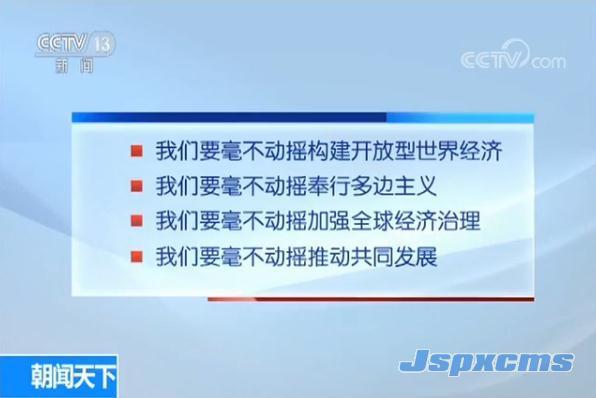 CCTV 13
新闻
CCTV.com
我们要毫不动摇构建开放型世界经济
我们要毫不动摇奉行多边主义
我们要毫不动摇加强全球经济治理
我们要毫不动摇推动共同发展
朝闻天下
Jspxcms